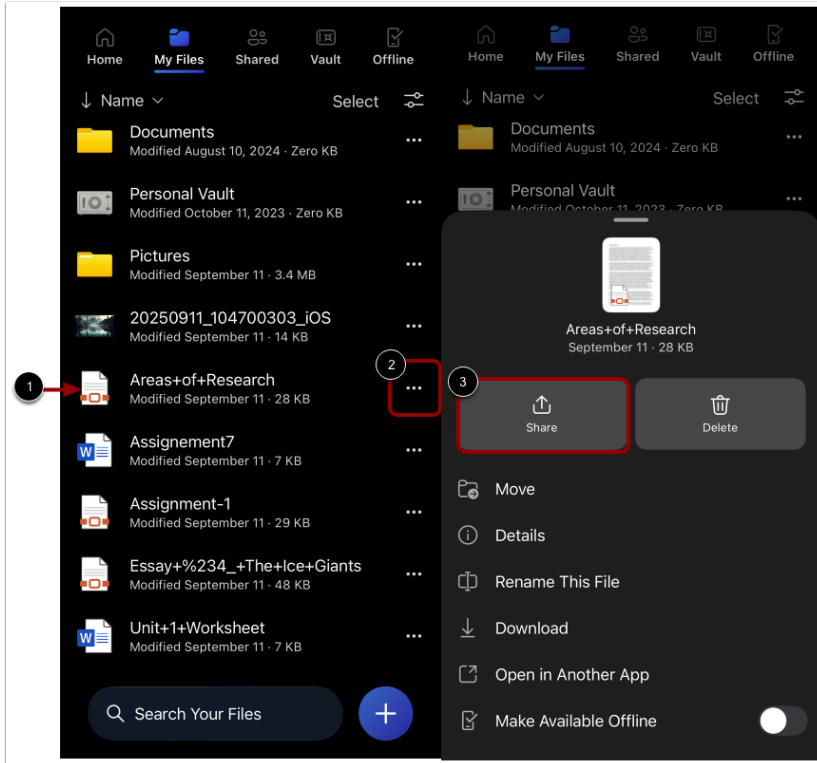 Home
My Files
Shared
Vault
Offline
Name
Select
Documents
Modified August 10, 2024 · Zero KB
Personal Vault
Modified October 11, 2023 · Zero KB
Pictures
Modified September 11 · 3.4 MB
20250911_104700303_iOS
Modified September 11 · 14 KB
1
2
Areas+of+Research
Modified September 11 · 28 KB
Assignement7
Modified September 11 · 7 KB
Assignment-1
Modified September 11 · 29 KB
Essay+%234_+The+Ice+Giants
Modified September 11 · 48 KB
Unit+1+Worksheet
Modified September 11 · 7 KB
Search Your Files
Home
My Files
Shared
Vault
Offline
Name
Select
Documents
Modified August 10, 2024 · Zero KB
Personal Vault
Modified October 11, 2023 · Zero KB
Areas+of+Research
September 11 · 28 KB
3
Share
Delete
Move
Details
Rename This File
Download
Open in Another App
Make Available Offline